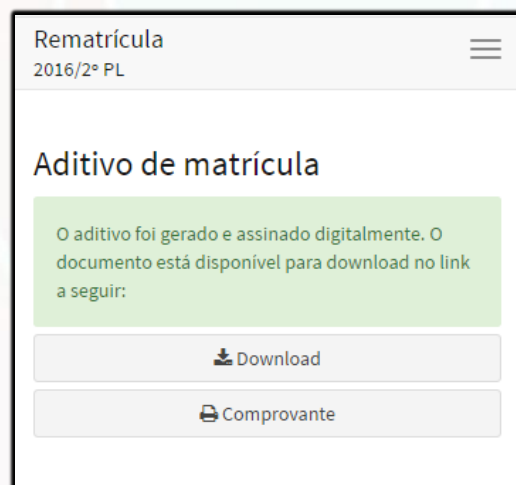 Rematrícula
2016/2º PL
Aditivo de matrícula
O aditivo foi gerado e assinado digitalmente. O
documento está disponível para download no link
a seguir:
Download
Comprovante